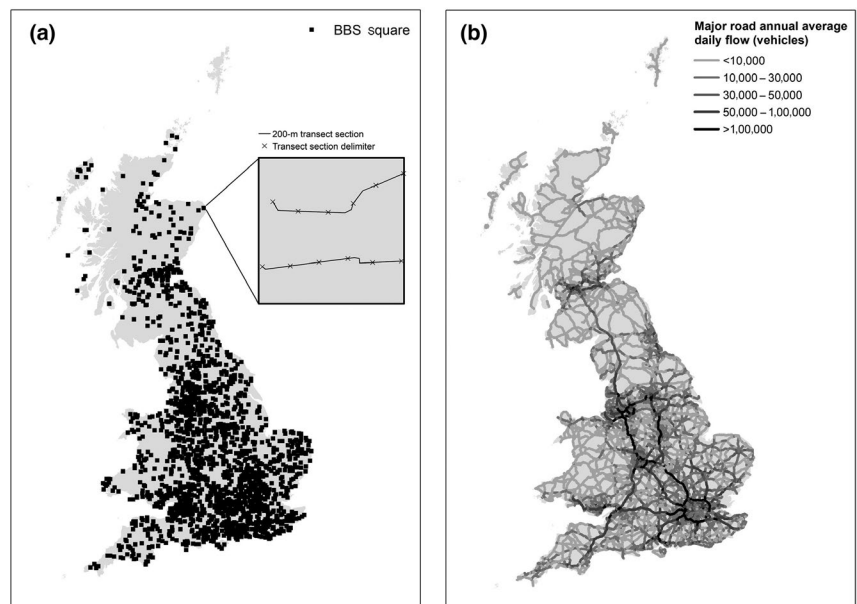 (a)
■ BBS square
— 200-m transect section
× Transect section delimiter
(b)
Major road annual average
daily flow (vehicles)
<10,000
10,000 – 30,000
30,000 – 50,000
50,000 – 1,00,000
>1,00,000